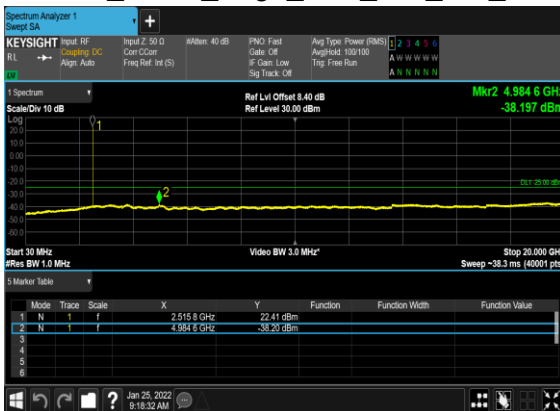 Spectrum Analyzer 1
Swept SA
+
KEYSIGHT Input: RF Input Z: 50 Ω #Atten: 40 dB PNO: Fast Avg Type: Power (RMS) 1 2 3 4 5 6
RL Coupling: DC Corr CCorr Gate: Off Avg|Hold: 100/100 A W W W W W
Align: Auto Freq Ref: Int (S) IF Gain: Low Trig: Free Run
Sig Track: Off A N N N N N
LV
1 Spectrum Ref Lvl Offset 8.40 dB Mkr2 4.984 6 GHz
Scale/Div 10 dB Ref Level 30.00 dBm -38.197 dBm
Log
20.0 1
10.0
0.00
-10.0
-20.0 DL1 -25.00 dBm
-30.0 2
-40.0
-50.0
-60.0
Start 30 MHz Video BW 3.0 MHz* Stop 20.000 GHz
#Res BW 1.0 MHz Sweep ~38.3 ms (40001 pts)
5 Marker Table
Mode Trace Scale X Y Function Function Width Function Value
1 N 1 f 2.515 8 GHz 22.41 dBm
2 N 1 f 4.984 6 GHz -38.20 dBm
3
4
5
6
? Jan 25, 2022
9:18:32 AM